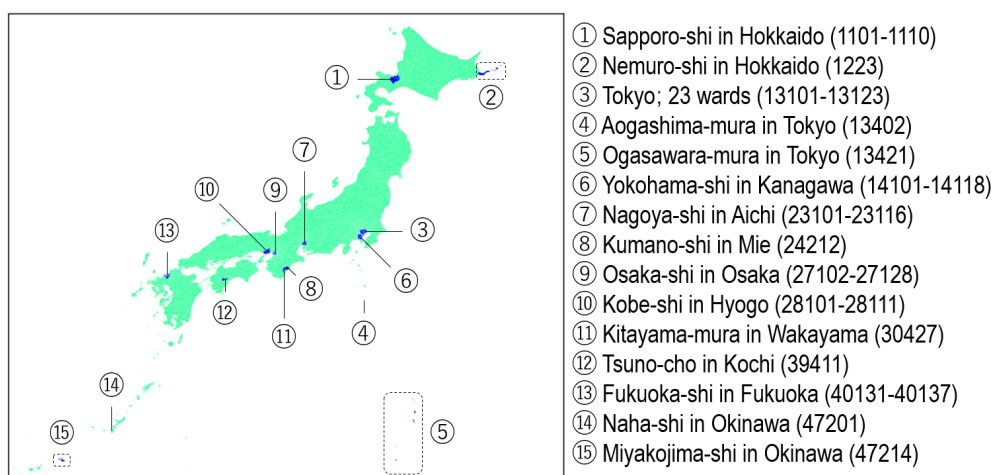 ① Sapporo-shi in Hokkaido (1101-1110)
② Nemuro-shi in Hokkaido (1223)
③ Tokyo; 23 wards (13101-13123)
④ Aogashima-mura in Tokyo (13402)
⑤ Ogasawara-mura in Tokyo (13421)
⑥ Yokohama-shi in Kanagawa (14101-14118)
⑦ Nagoya-shi in Aichi (23101-23116)
⑧ Kumano-shi in Mie (24212)
⑨ Osaka-shi in Osaka (27102-27128)
⑩ Kobe-shi in Hyogo (28101-28111)
⑪ Kitayama-mura in Wakayama (30427)
⑫ Tsuno-cho in Kochi (39411)
⑬ Fukuoka-shi in Fukuoka (40131-40137)
⑭ Naha-shi in Okinawa (47201)
⑮ Miyakojima-shi in Okinawa (47214)
①
②
⑦
⑩
⑨
⑬
③
⑥
⑧
⑫
⑪
④
⑭
⑮
⑤